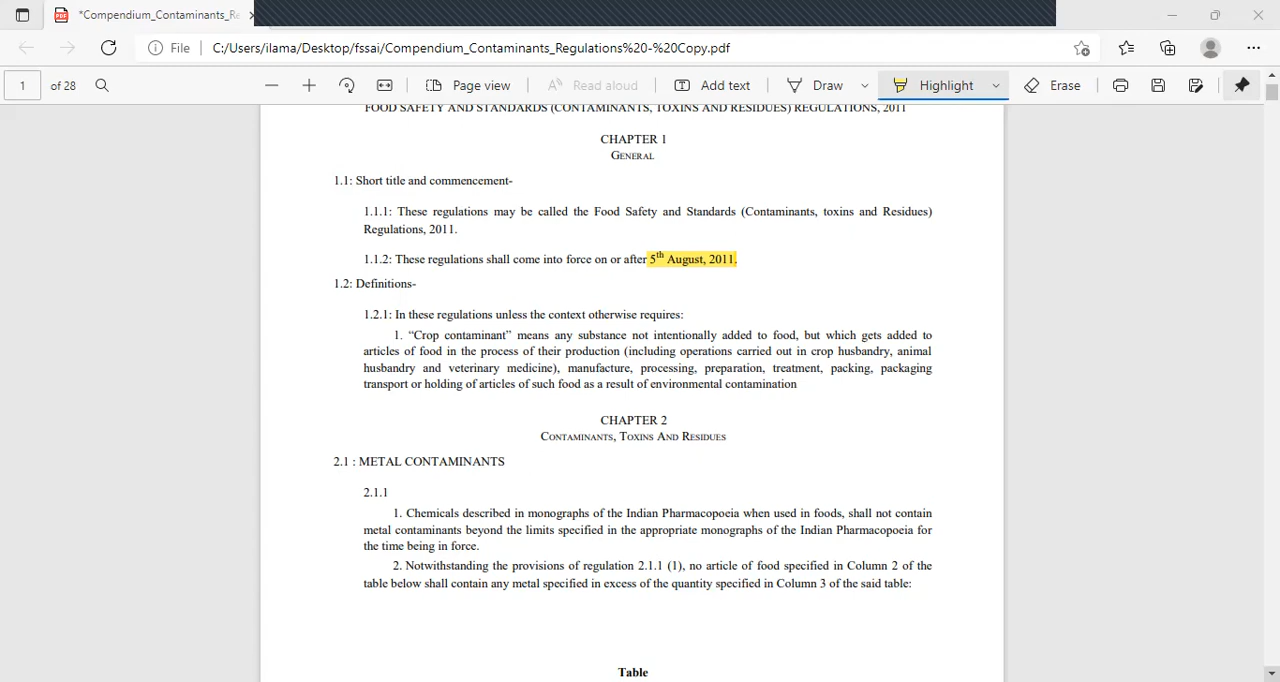 *Compendium_Contaminants_Re
File C:/Users/ilama/Desktop/fssai/Compendium_Contaminants_Regulations%20-%20Copy.pdf
1 of 28 Page view Read aloud Add text Draw Highlight Erase
FOOD SAFETY AND STANDARDS (CONTAMINANTS, TOXINS AND RESIDUES) REGULATIONS, 2011
CHAPTER 1
GENERAL
1.1: Short title and commencement-
1.1.1: These regulations may be called the Food Safety and Standards (Contaminants, toxins and Residues)
Regulations, 2011.
1.1.2: These regulations shall come into force on or after 5th August, 2011.
1.2: Definitions-
1.2.1: In these regulations unless the context otherwise requires:
1. “Crop contaminant” means any substance not intentionally added to food, but which gets added to
articles of food in the process of their production (including operations carried out in crop husbandry, animal
husbandry and veterinary medicine), manufacture, processing, preparation, treatment, packing, packaging
transport or holding of articles of such food as a result of environmental contamination
CHAPTER 2
CONTAMINANTS, TOXINS AND RESIDUES
2.1 : METAL CONTAMINANTS
2.1.1
1. Chemicals described in monographs of the Indian Pharmacopoeia when used in foods, shall not contain
metal contaminants beyond the limits specified in the appropriate monographs of the Indian Pharmacopoeia for
the time being in force.
2. Notwithstanding the provisions of regulation 2.1.1 (1), no article of food specified in Column 2 of the
table below shall contain any metal specified in excess of the quantity specified in Column 3 of the said table:
Table